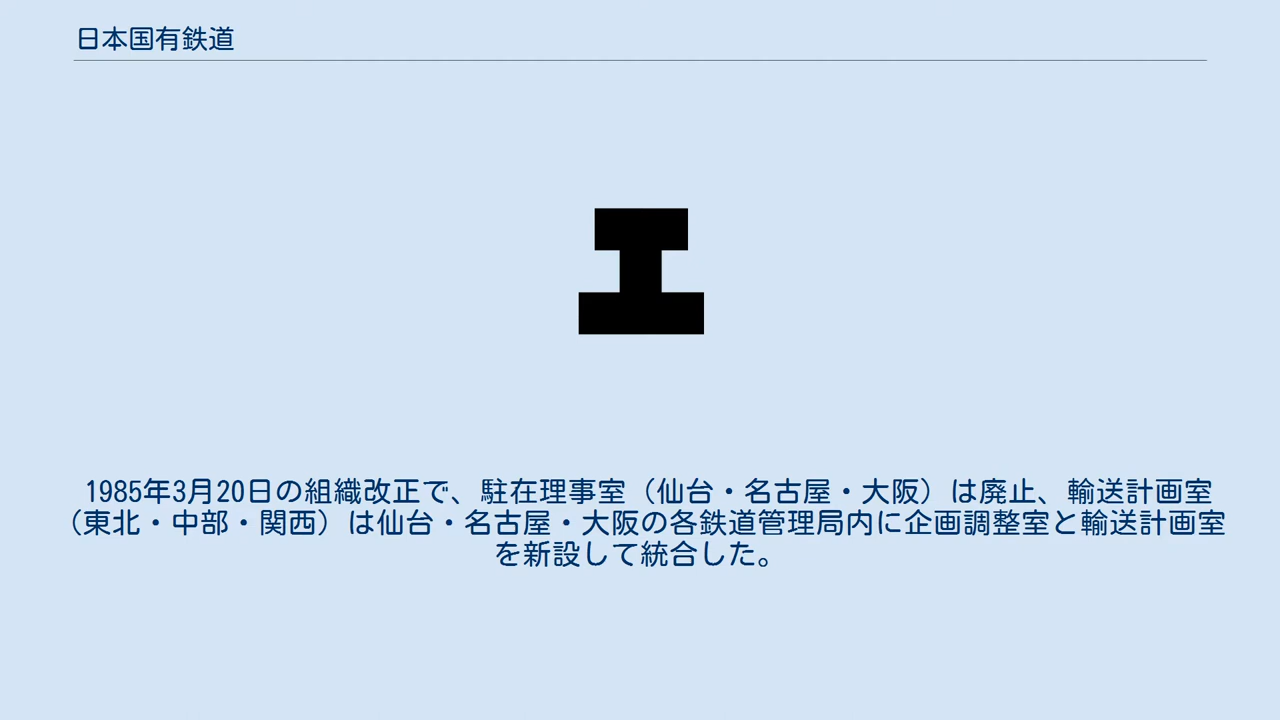 日本国有鉄道
1985年3月20日の組織改正で、駐在理事室（仙台・名古屋・大阪）は廃止、輸送計画室
（東北・中部・関西）は仙台・名古屋・大阪の各鉄道管理局内に企画調整室と輸送計画室
を新設して統合した。